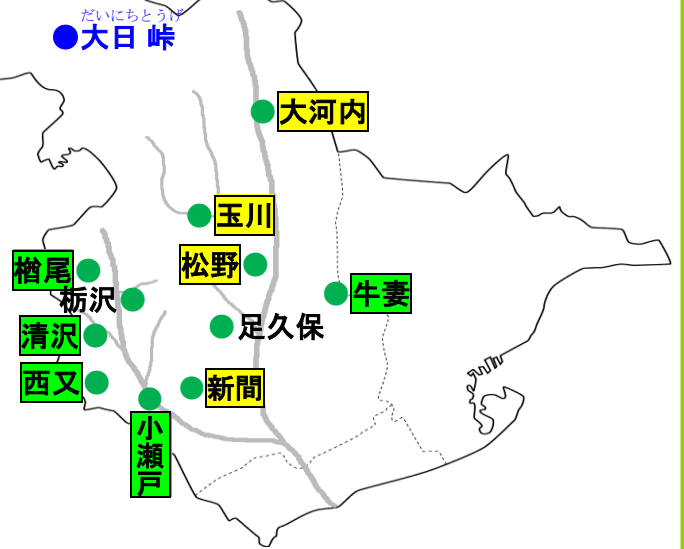 だいにちとうげ
大日 峠
大河内
玉川
松野
楢尾
栃沢
牛妻
清沢
足久保
西又
新間
小瀬戸